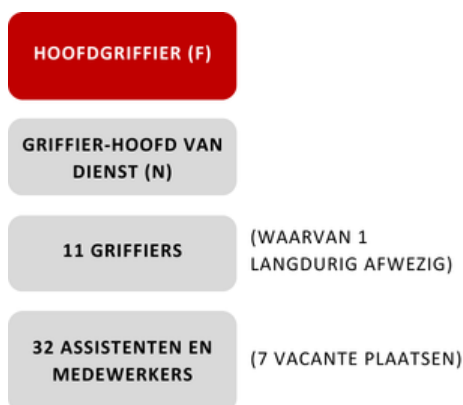 HOOFDGRIFFIER (F)
GRIFFIER-HOOFD VAN
DIENST (N)
11 GRIFFIERS
(WAARVAN 1
LANGDURIG AFWEZIG)
32 ASSISTENTEN EN
MEDEWERKERS
(7 VACANTE PLAATSEN)